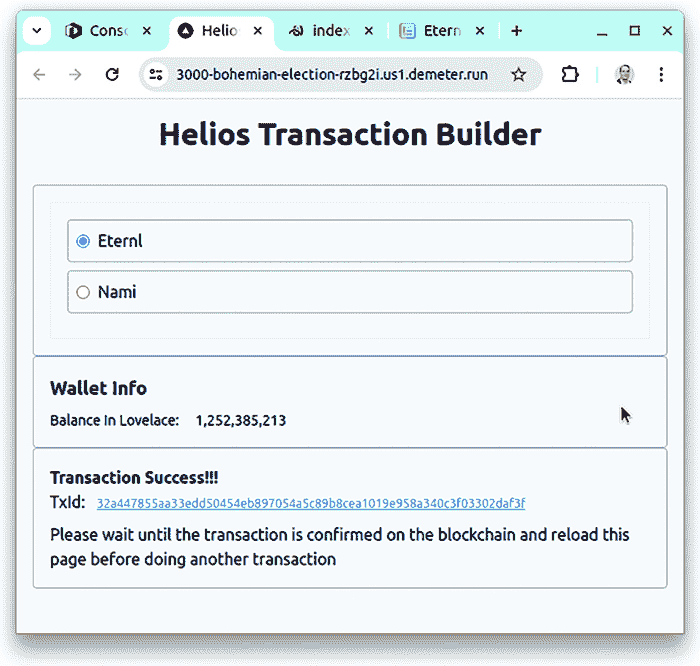 Consc
Helio
index
Etern
3000-bohemian-election-rzbg2i.us1.demeter.run
Helios Transaction Builder
Eternl
Nami
Wallet Info
Balance In Lovelace: 1,252,385,213
Transaction Success!!!
TxId: 32a447855aa33edd50454eb897054a5c89b8cea1019e958a340c3f03302daf3f
Please wait until the transaction is confirmed on the blockchain and reload this
page before doing another transaction